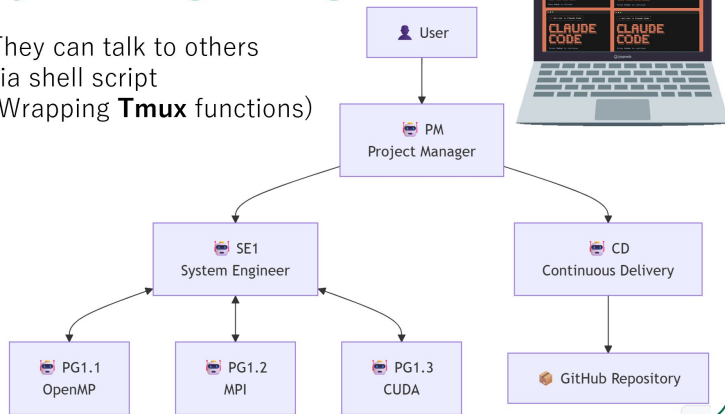 They can talk to others
via shell script
(Wrapping Tmux functions)
CLAUDE
CODE
CLAUDE
CODE
User
PM
Project Manager
SE1
System Engineer
CD
Continuous Delivery
PG1.1
OpenMP
PG1.2
MPI
PG1.3
CUDA
GitHub Repository